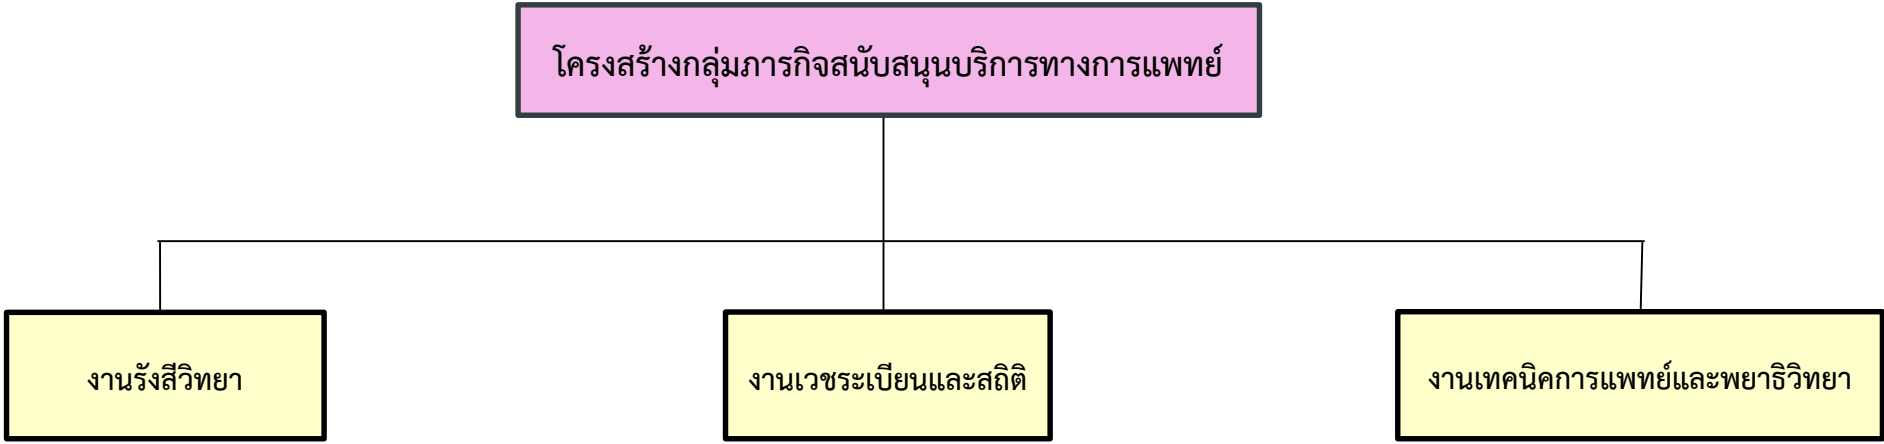 โครงสร้างกลุ่มภารกิจสนับสนุนบริการทางการแพทย์
งานรังสีวิทยา
งานเวชระเบียนและสถิติ
งานเทคนิคการแพทย์และพยาธิวิทยา